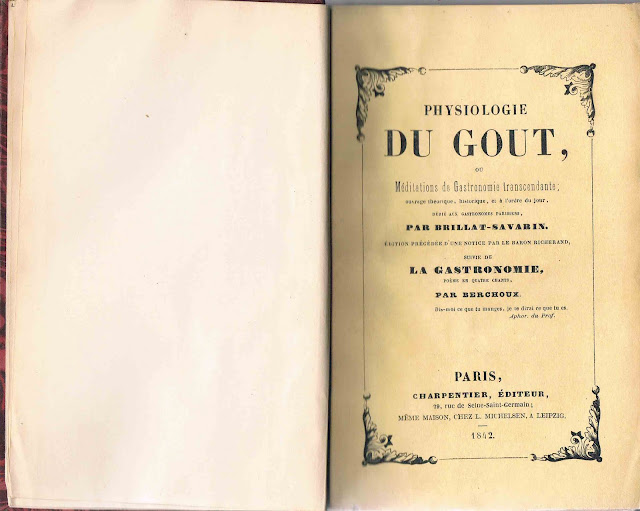 PHYSIOLOGIE
DU GOUT,
OU
Méditations de Gastronomie transcendante;
ouvrage théorique, historique, et à l'ordre du jour,
DÉDIÉ AUX GASTRONOMES PARISIENS,
PAR BRILLAT-SAVARIN.
ÉDITION PRÉCÉDÉE D'UNE NOTICE PAR LE BARON RICHERAND,
SUIVIE DE
LA GASTRONOMIE,
POËME EN QUATRE CHANTS,
PAR BERCHOUX.
Dis-moi ce que tu manges, je te dirai ce que tu es.
Aphor. du Prof.
PARIS,
CHARPENTIER, ÉDITEUR,
29, rue de Seine-Saint-Germain;
MÊME MAISON, CHEZ L. MICHELSEN, A LEIPZIG.
1842.